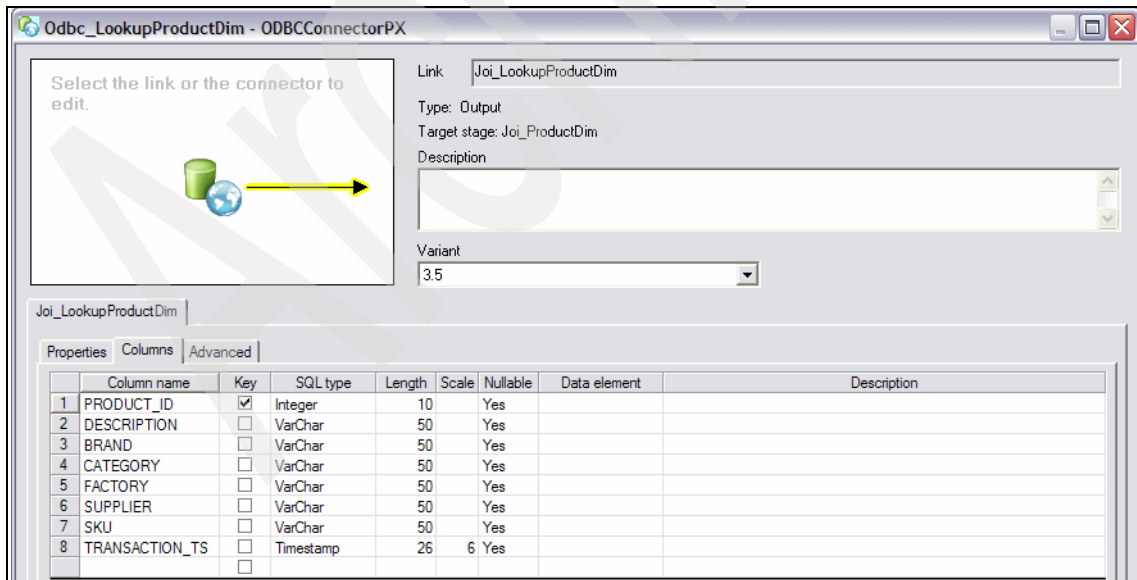 Odbc_LookupProductDim - ODBCConnectorPX
Select the link or the connector to
edit.
Link Joi_LookupProductDim
Type: Output
Target stage: Joi_ProductDim
Description
Variant
3.5
Joi_LookupProductDim
Properties Columns Advanced
Column name Key SQL type Length Scale Nullable Data element Description
1 PRODUCT_ID Integer 10 Yes
2 DESCRIPTION VarChar 50 Yes
3 BRAND VarChar 50 Yes
4 CATEGORY VarChar 50 Yes
5 FACTORY VarChar 50 Yes
6 SUPPLIER VarChar 50 Yes
7 SKU VarChar 50 Yes
8 TRANSACTION_TS Timestamp 26 6 Yes